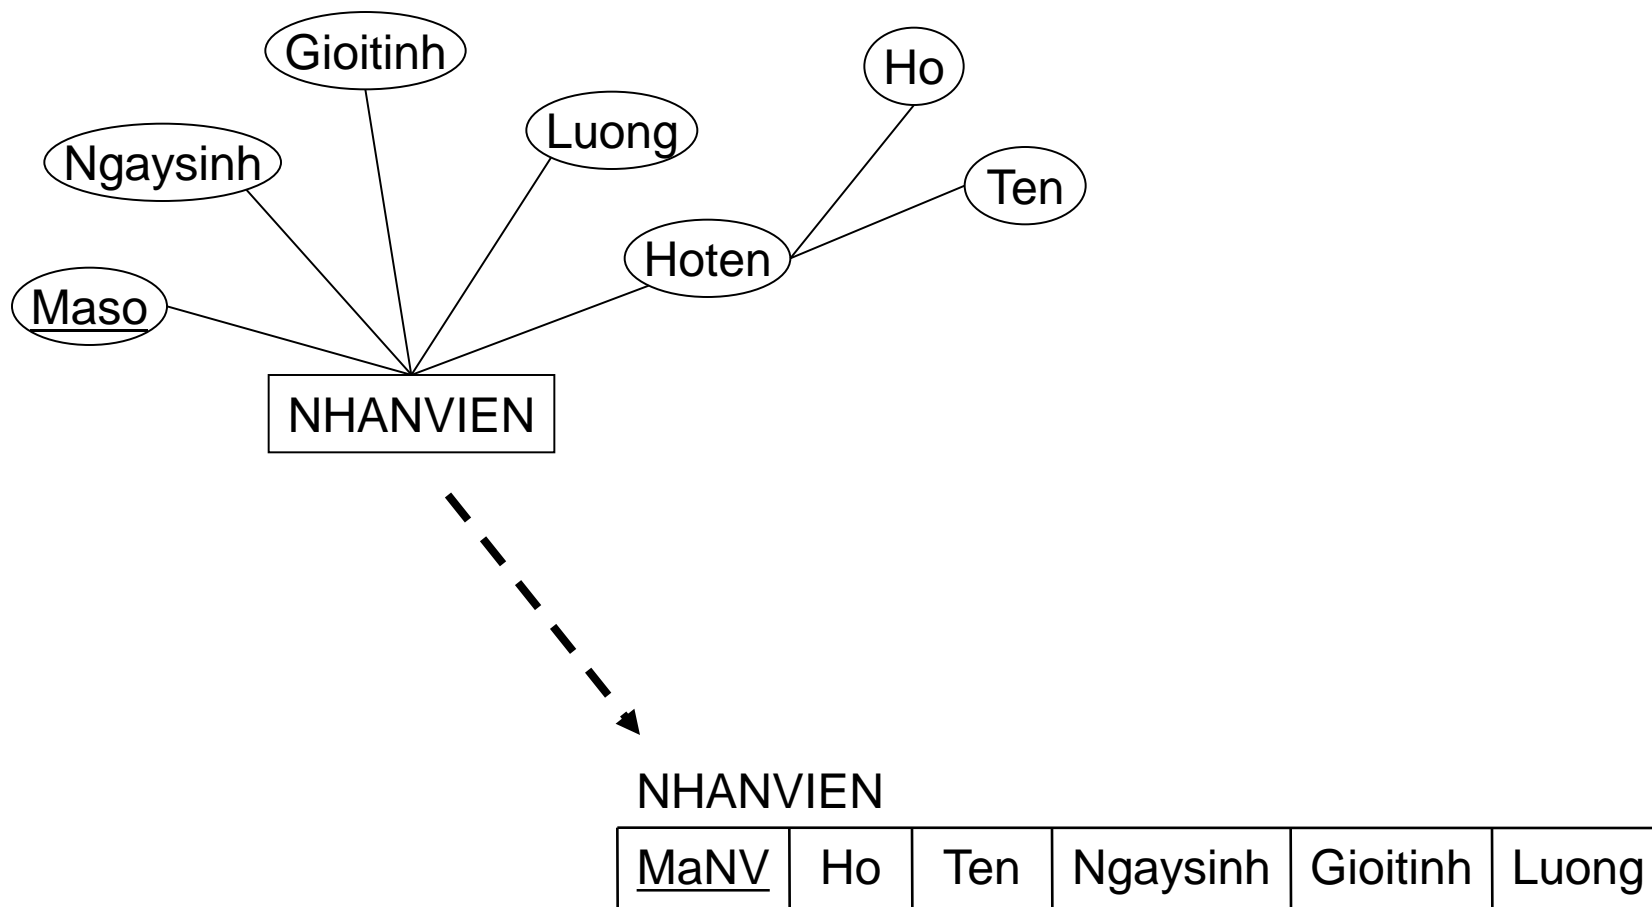 Gioitinh
Ho
Luong
Ngaysinh
Ten
Hoten
Maso
NHANVIEN
NHANVIEN
MaNV Ho Ten Ngaysinh Gioitinh Luong